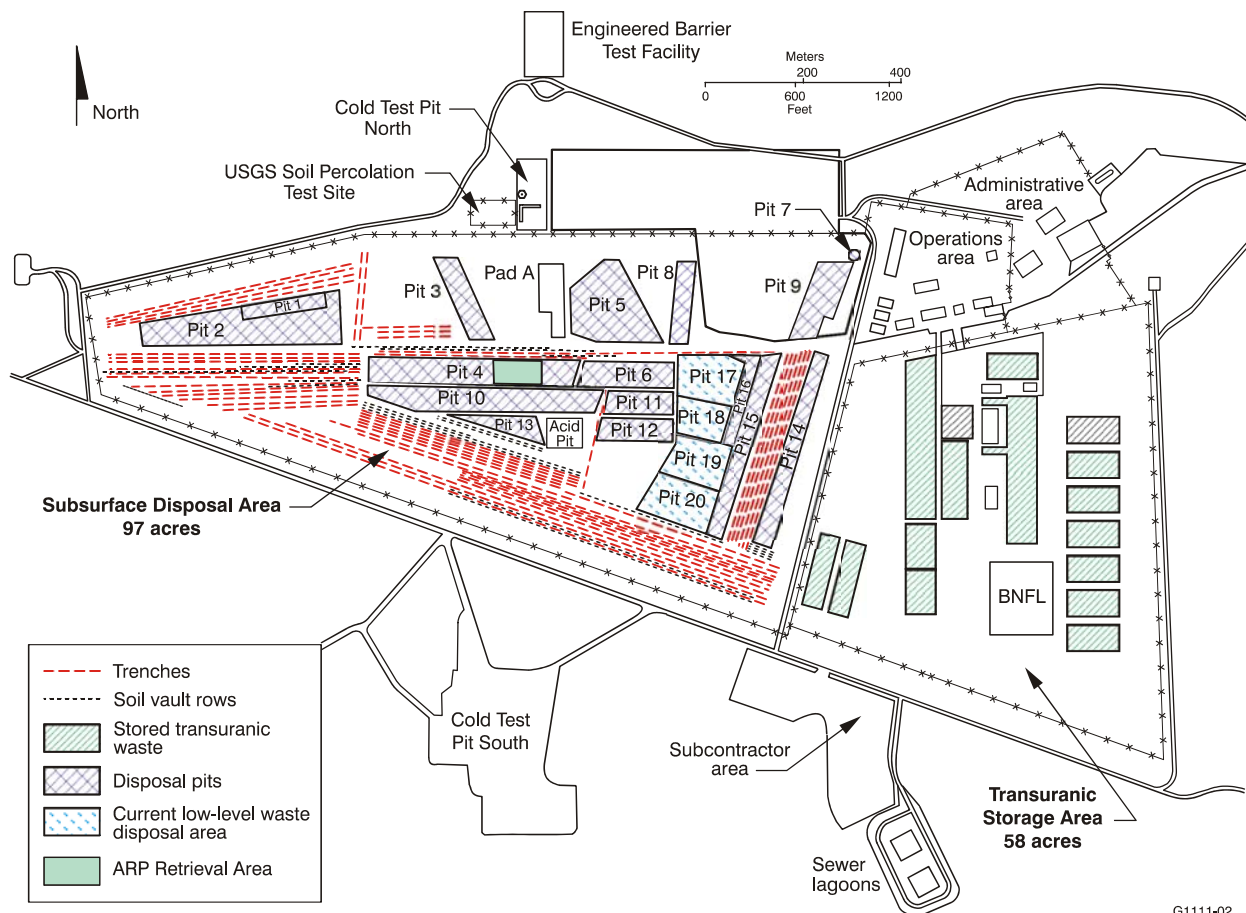 Engineered Barrier
Test Facility
Meters
200
400
0
600
1200
Feet
North
Cold Test Pit
North
USGS Soil Percolation
Test Site
Administrative
area
Pit 7
Operations
area
Pad A
Pit 8
Pit 3
Pit 5
Pit 9
Pit 1
Pit 2
Pit 4
Pit 6
Pit 17
Pit 16
Pit 10
Pit 11
Pit 18
Pit 15
Pit 14
Pit 13
Acid
Pit
Pit 12
Pit 19
Pit 20
Subsurface Disposal Area
97 acres
BNFL
Trenches
Soil vault rows
Stored transuranic
waste
Disposal pits
Current low-level waste
disposal area
ARP Retrieval Area
Cold Test
Pit South
Subcontractor
area
Transuranic
Storage Area
58 acres
Sewer
lagoons
G1111-02